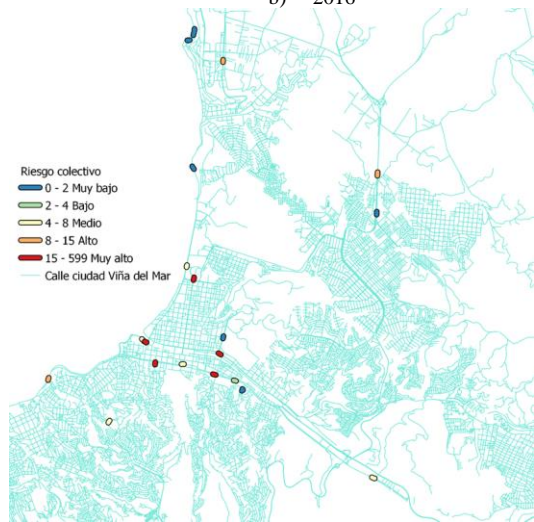 b) 2016
Riesgo colectivo
0 - 2 Muy bajo
2 - 4 Bajo
4 - 8 Medio
8 - 15 Alto
15 - 599 Muy alto
Calle ciudad Viña del Mar